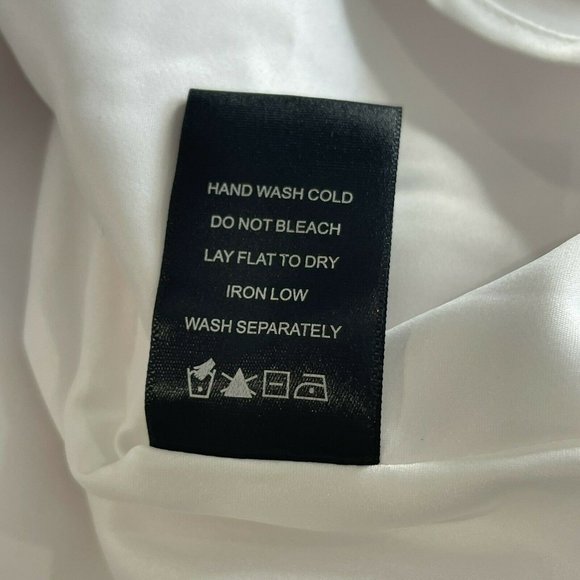 HAND WASH COLD
DO NOT BLEACH
LAY FLAT TO DRY
IRON LOW
WASH SEPARATELY